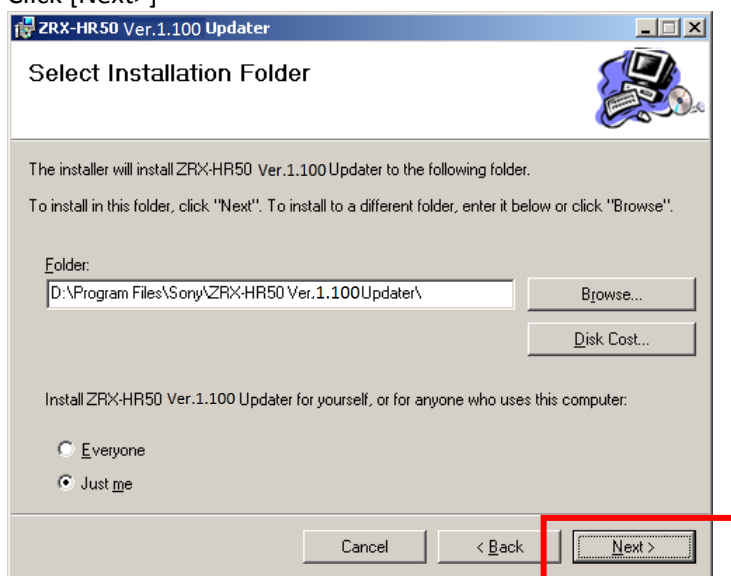 Click [Next>]
ZRX-HR50 Ver.1.100 Updater
Select Installation Folder
The installer will install ZRX-HR50 Ver.1.100 Updater to the following folder.
To install in this folder, click "Next". To install to a different folder, enter it below or click "Browse".
Folder:
D:\Program Files\Sony\ZRX-HR50 Ver.1.100Updater\
Browse...
Disk Cost...
Install ZRX-HR50 Ver.1.100 Updater for yourself, or for anyone who uses this computer:
Everyone
Just me
Cancel
< Back
Next >